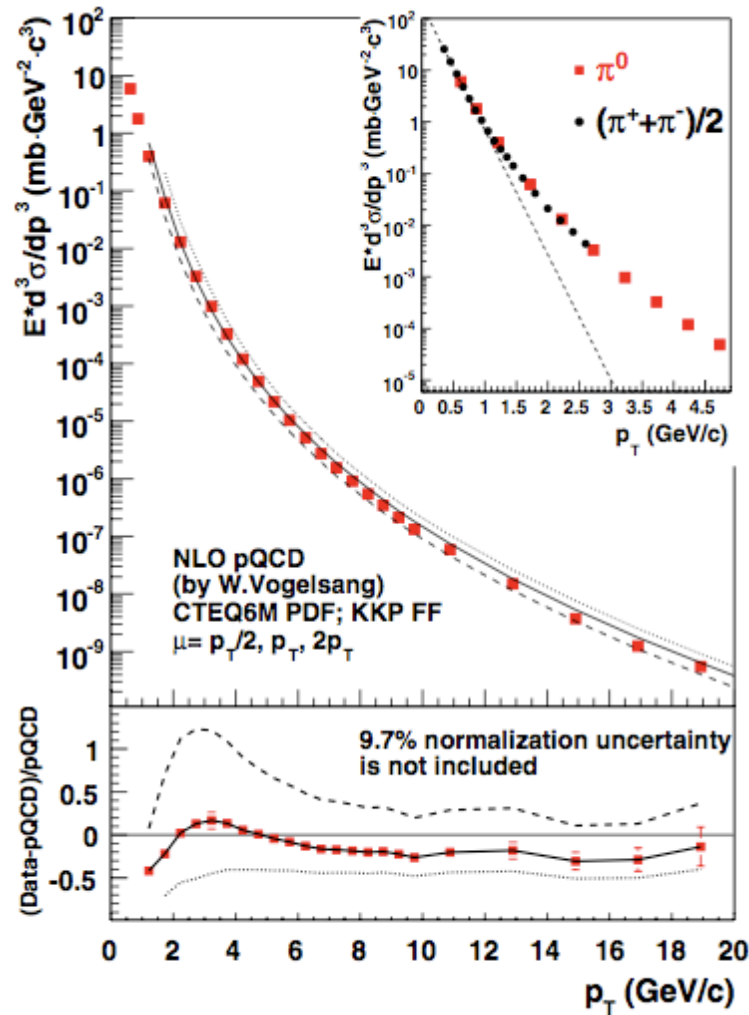 E*d³σ/dp³ (mb·GeV⁻²·c³)
10²
10
1
10⁻¹
10⁻²
10⁻³
10⁻⁴
10⁻⁵
10⁻⁶
10⁻⁷
10⁻⁸
10⁻⁹
NLO pQCD
(by W.Vogelsang)
CTEQ6M PDF; KKP FF
μ= p_T/2, p_T, 2p_T
E*d³σ/dp³ (mb·GeV⁻²·c³)
10²
10
1
10⁻¹
10⁻²
10⁻³
10⁻⁴
10⁻⁵
π⁰
(π⁺+π⁻)/2
0 0.5 1 1.5 2 2.5 3 3.5 4 4.5
p_T (GeV/c)
(Data-pQCD)/pQCD
1
0.5
0
-0.5
9.7% normalization uncertainty
is not included
0 2 4 6 8 10 12 14 16 18 20
p_T (GeV/c)